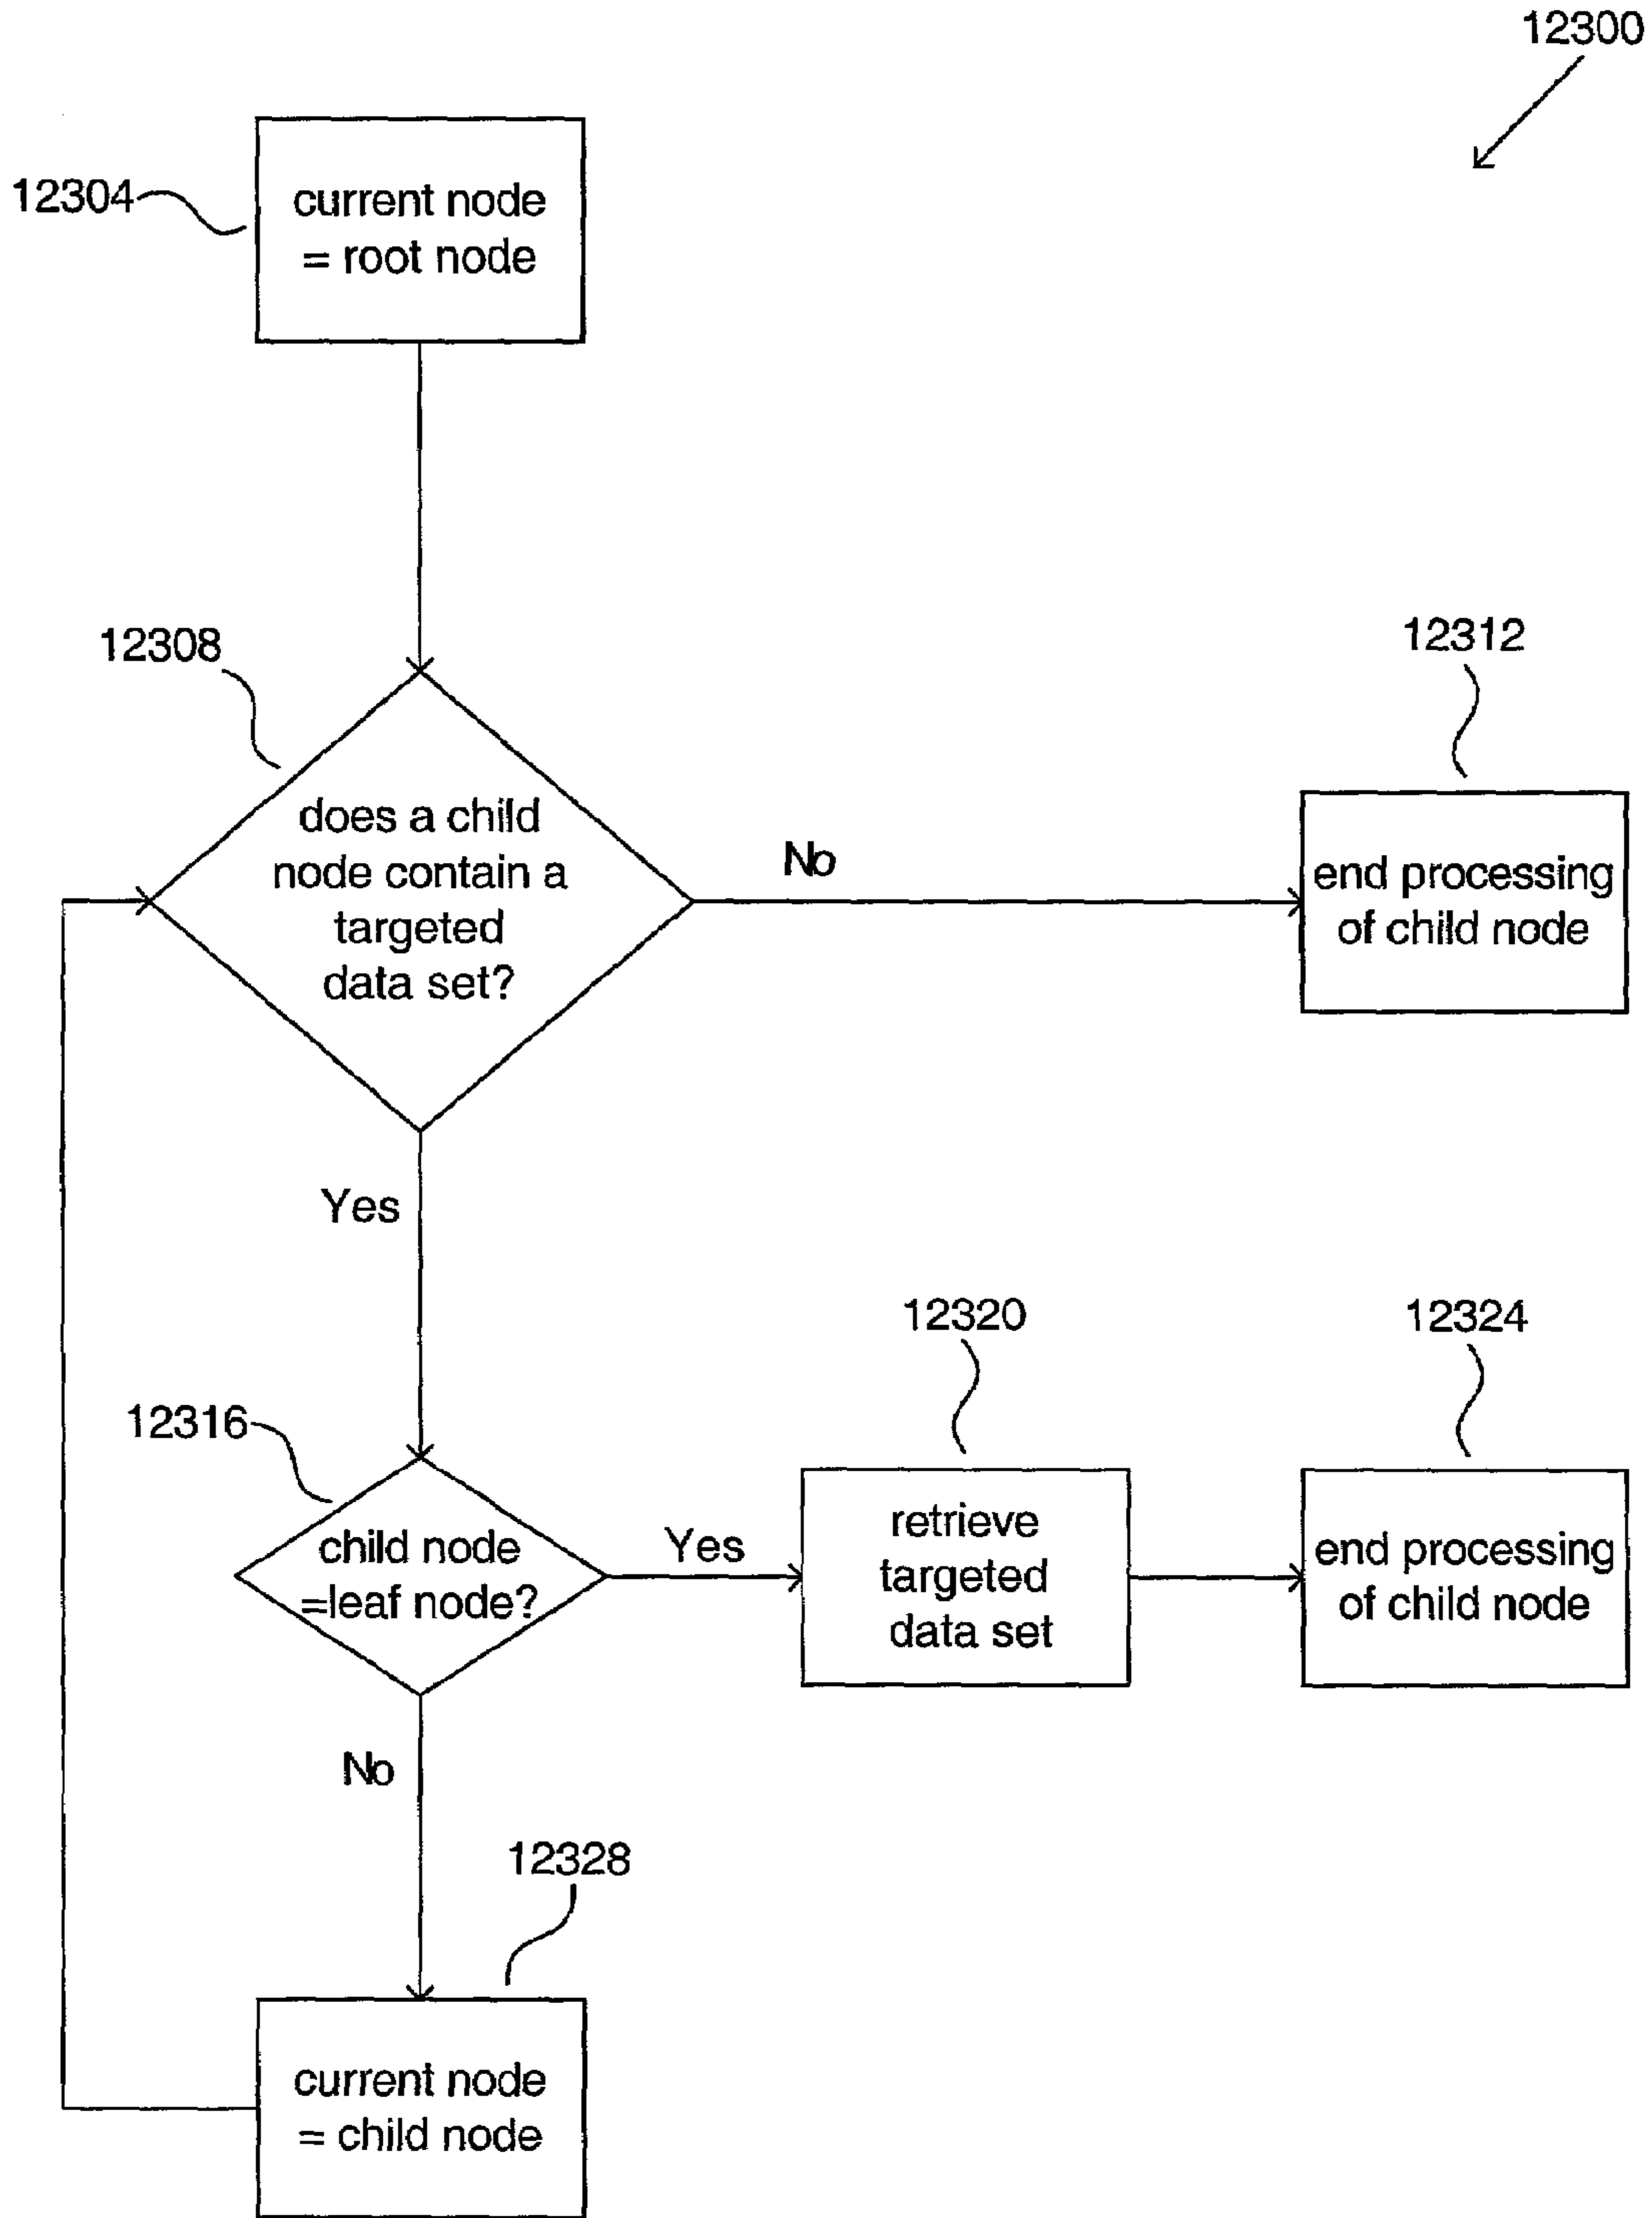 12300
12304
current node
= root node
12308
does a child
node contain a
targeted
data set?
No
12312
end processing
of child node
Yes
12316
child node
=leaf node?
Yes
12320
retrieve
targeted
data set
12324
end processing
of child node
No
12328
current node
= child node